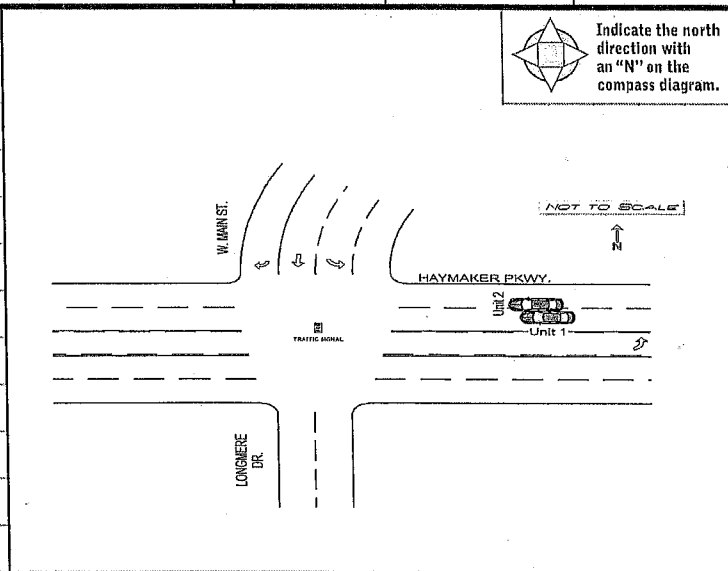 Indicate the north
direction with
an "N" on the
compass diagram.
W. MAIN ST.
NOT TO SCALE
N
HAYMAKER PKWY.
Unit 2
Unit 1
TRAFFIC SIGNAL
LONGMERE
DR.